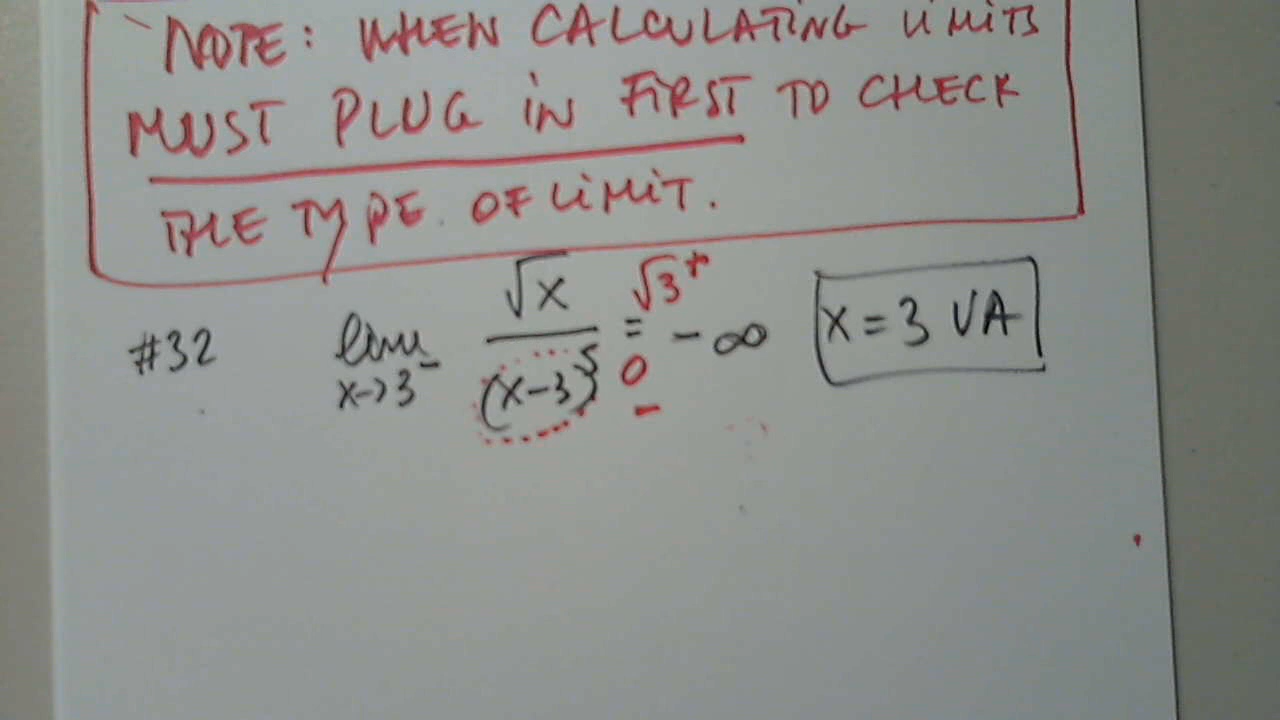 NOTE: WHEN CALCULATING LIMITS
MUST PLUG IN FIRST TO CHECK
THE TYPE OF LIMIT.
#32 lim x→3⁻ √x / (x-3)⁵ = √3⁺ / 0⁻ = -∞ x = 3 VA